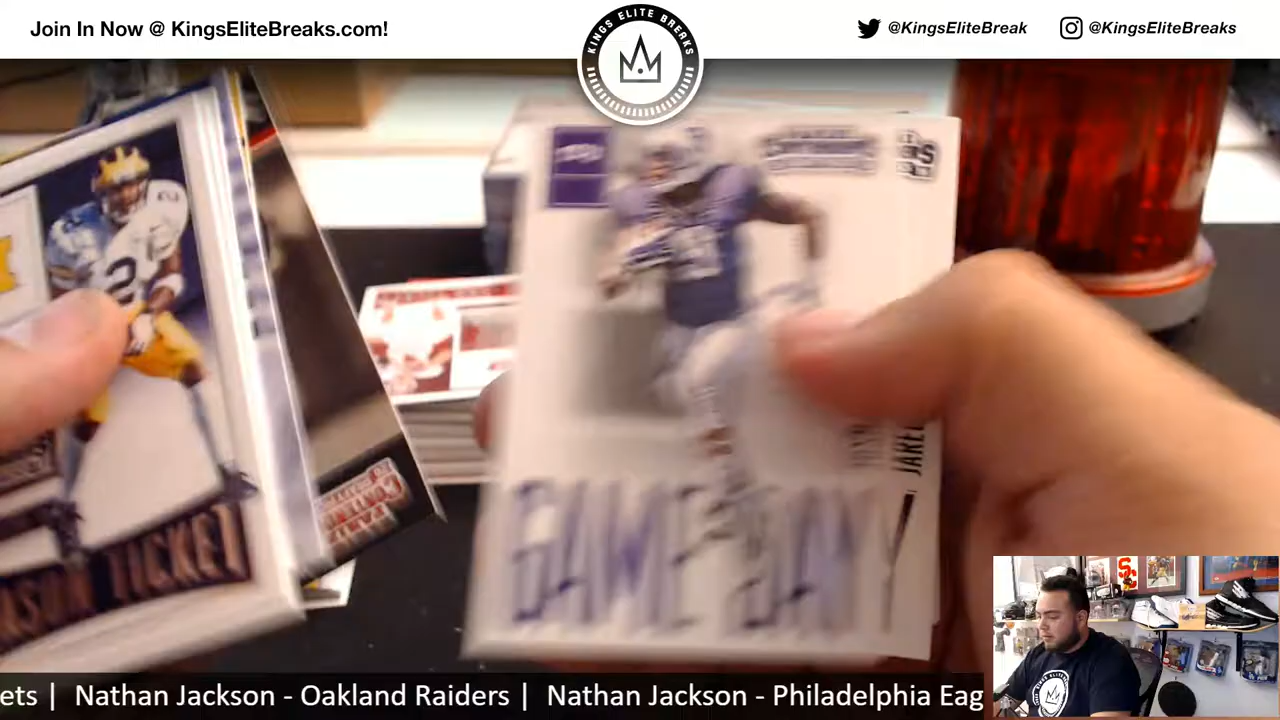 Join In Now @ KingsEliteBreaks.com!
KINGS ELITE BREAKS
@KingsEliteBreak
@KingsEliteBreaks
SEASON TICKET
GAME DAY
ets | Nathan Jackson - Oakland Raiders | Nathan Jackson - Philadelphia Eag